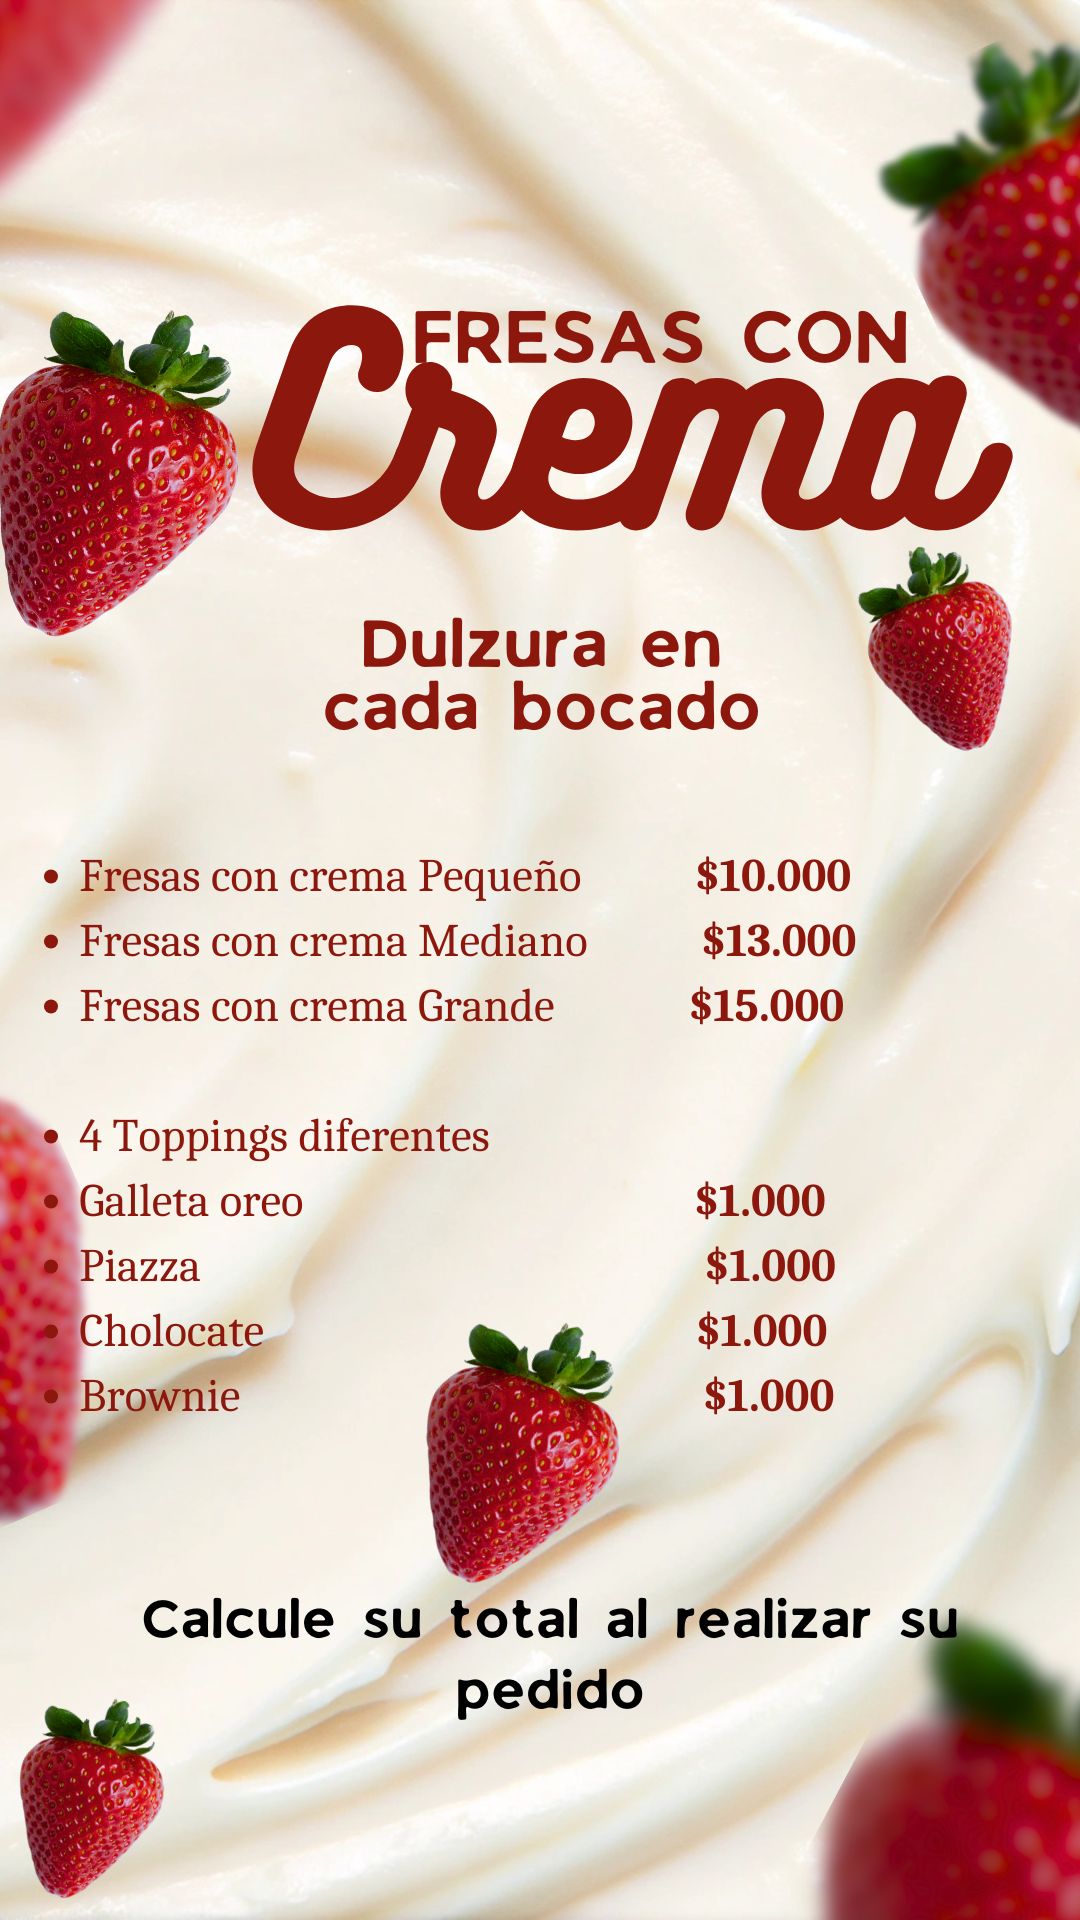 FRESAS CON
Crema
Dulzura en
cada bocado
• Fresas con crema Pequeño $10.000
• Fresas con crema Mediano $13.000
• Fresas con crema Grande $15.000
• 4 Toppings diferentes
• Galleta oreo $1.000
• Piazza $1.000
• Cholocate $1.000
• Brownie $1.000
Calcule su total al realizar su
pedido